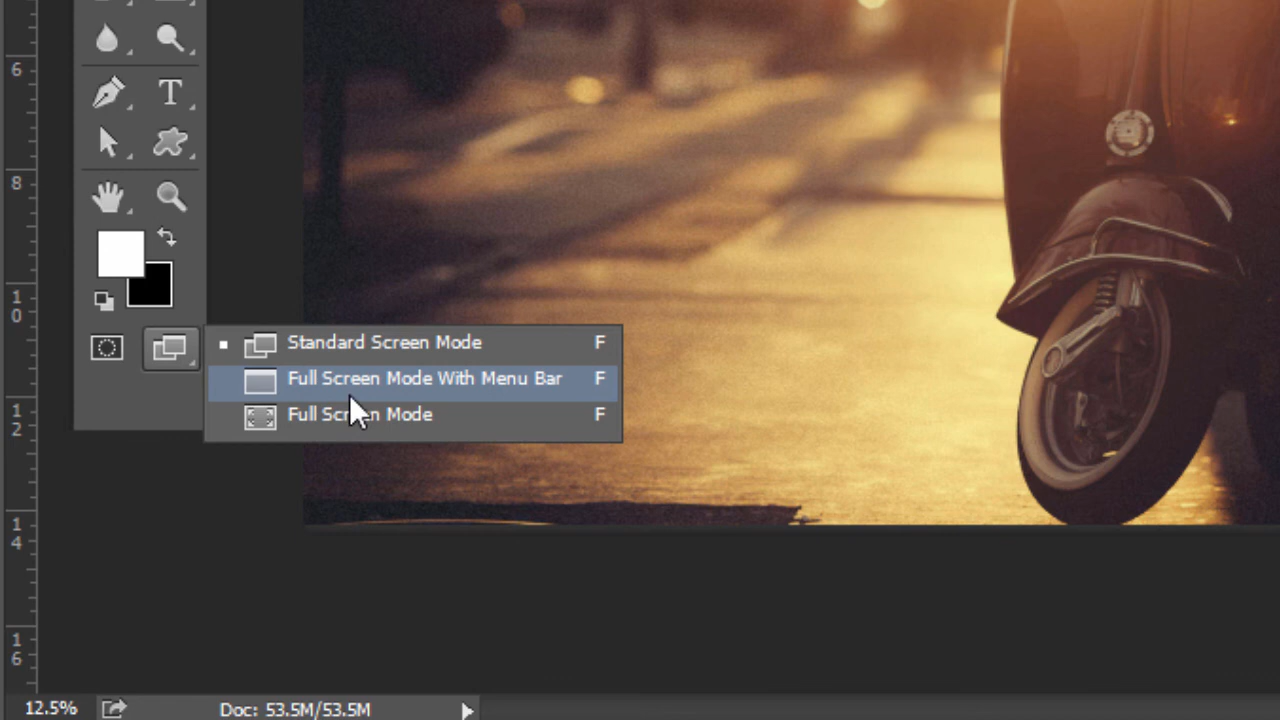 6
T
8
10
Standard Screen Mode F
Full Screen Mode With Menu Bar F
Full Screen Mode F
12
14
16
12.5% Doc: 53.5M/53.5M